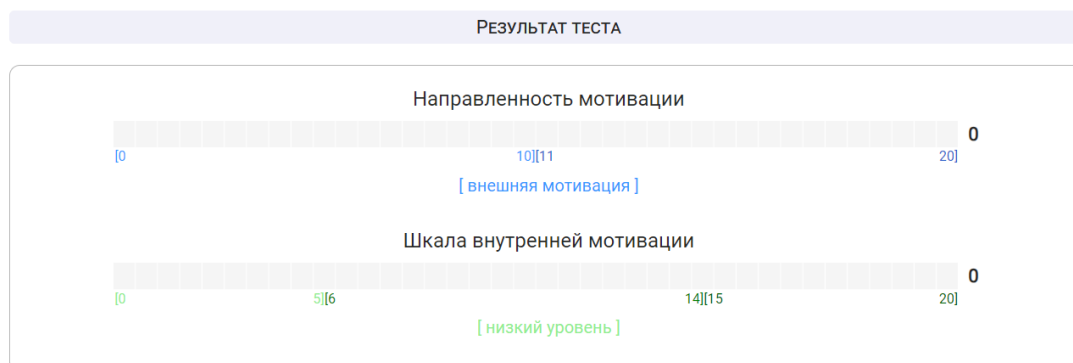 Результат теста
Направленность мотивации
0
[0 10][11 20]
[ внешняя мотивация ]
Шкала внутренней мотивации
0
[0 5][6 14][15 20]
[ низкий уровень ]